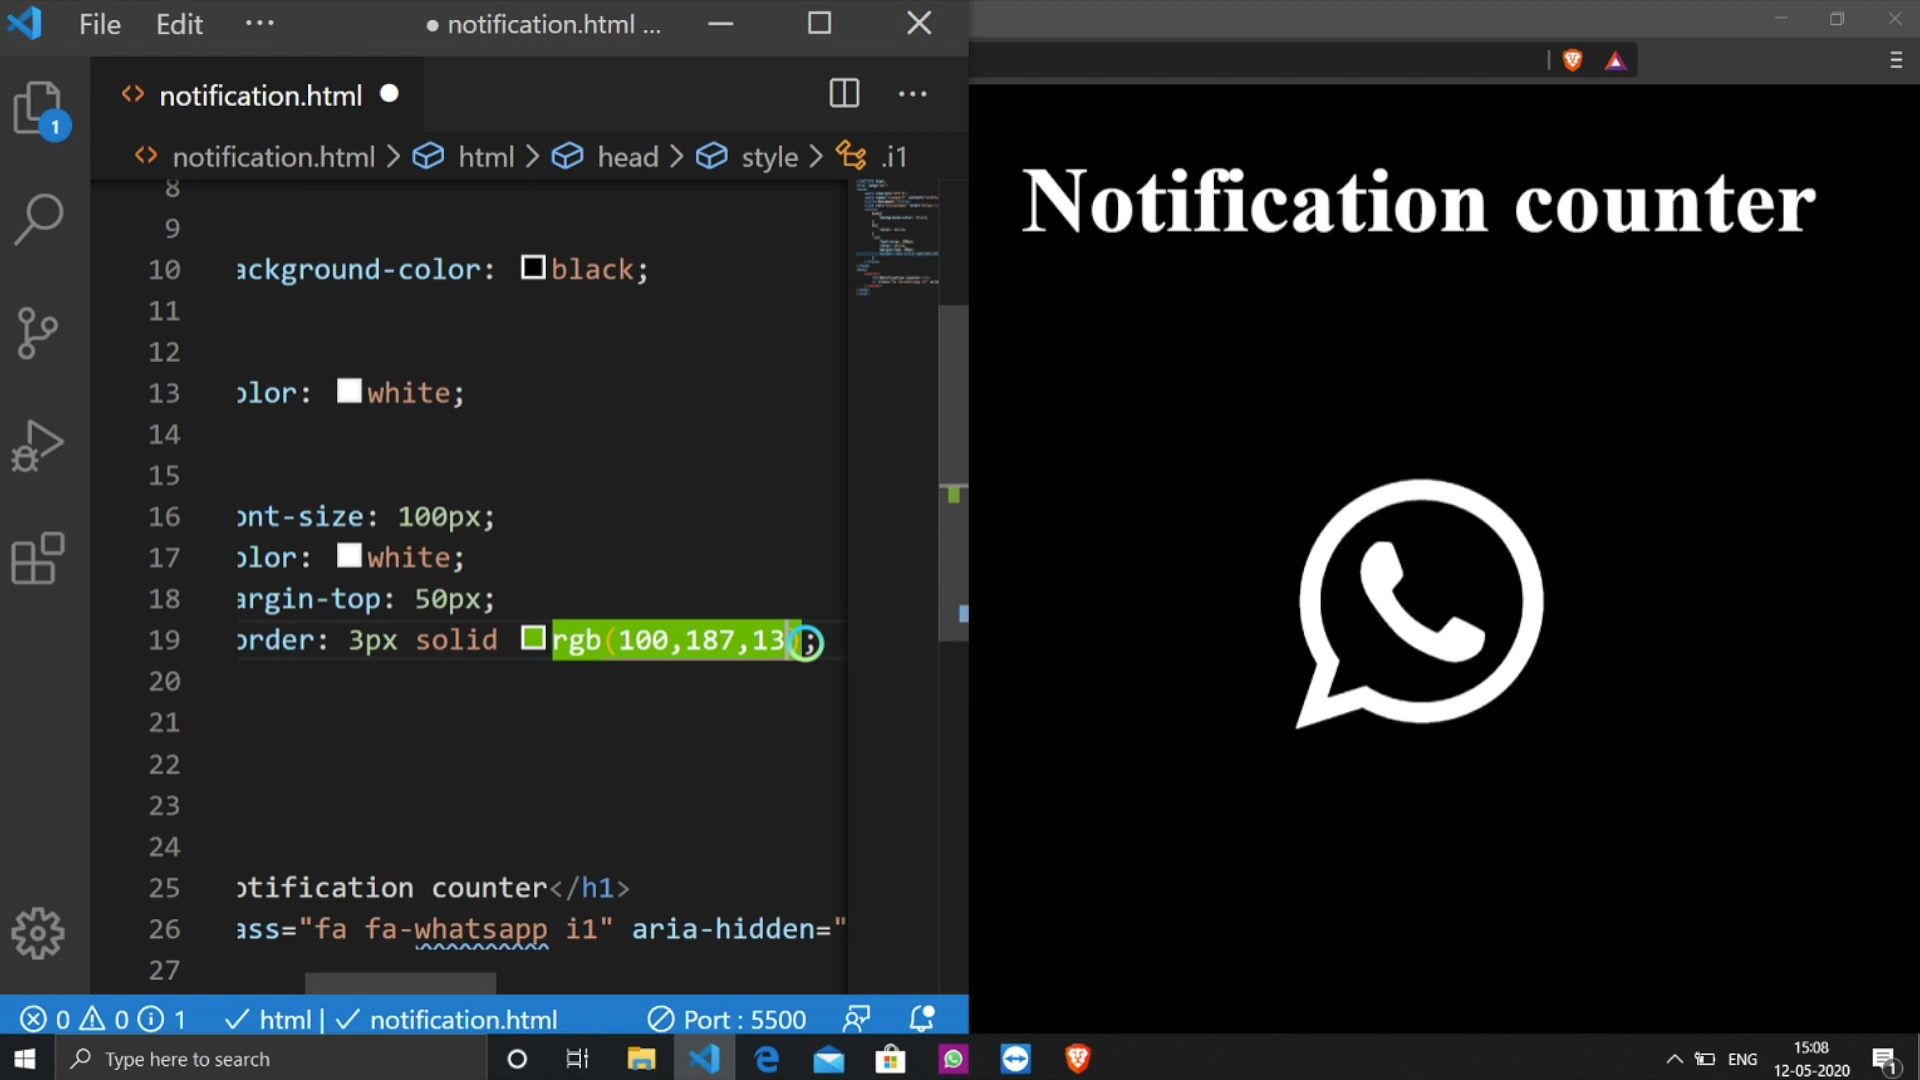 File Edit ··· ● notification.html ...
<> notification.html ●
<> notification.html > html > head > style > .i1
8
9
10 ackground-color: black;
11
12
13 olor: white;
14
15
16 ont-size: 100px;
17 olor: white;
18 argin-top: 50px;
19 order: 3px solid rgb(100,187,13);
20
21
22
23
24
25 otification counter</h1>
26 ass="fa fa-whatsapp i1" aria-hidden="
27
1
0 0 1 html | notification.html Port : 5500
Notification counter
Type here to search
ENG
15:08
12-05-2020
1